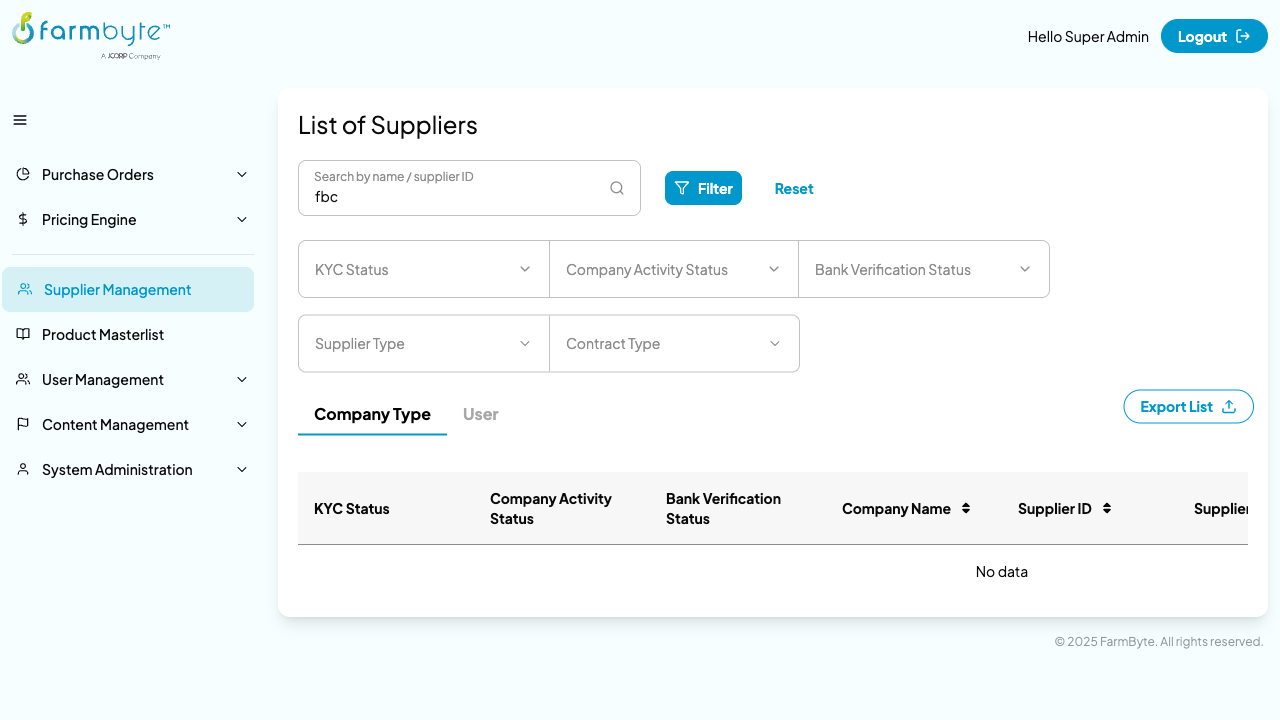 farmbyte™
A JCORP Company
Hello Super Admin
Logout
Purchase Orders
Pricing Engine
Supplier Management
Product Masterlist
User Management
Content Management
System Administration
List of Suppliers
Search by name / supplier ID
fbc
Filter
Reset
KYC Status
Company Activity Status
Bank Verification Status
Supplier Type
Contract Type
Company Type
User
Export List
KYC Status
Company Activity
Status
Bank Verification
Status
Company Name
Supplier ID
Supplier
No data
© 2025 FarmByte. All rights reserved.